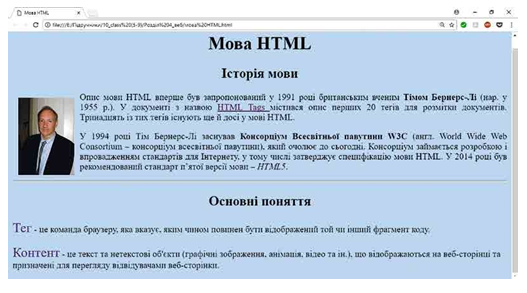 Мова HTML
file:///E:/Підручники/10_class%20(5-9)/Розділ%204_веб/мова%20HTML.html
Мова HTML
Історія мови
Опис мови HTML вперше був запропонований у 1991 році британським вченим Тімом Бернерс-Лі (нар. у
1955 р.). У документі з назвою HTML Tags містився опис перших 20 тегів для розмітки документів.
Тринадцять із тих тегів існують ще й досі у мові HTML.
У 1994 році Тім Бернерс-Лі заснував Консорціум Всесвітньої павутини W3C (англ. World Wide Web
Consortium – консорціум всесвітньої павутини), який очолює до сьогодні. Консорціум займається розробкою і
впровадженням стандартів для Інтернету, у тому числі затверджує специфікацію мови HTML. У 2014 році був
рекомендований стандарт п’ятої версії мови – HTML5.
Основні поняття
Тег - це команда браузеру, яка вказує, яким чином повинен бути відображений той чи інший фрагмент коду.
Контент - це текст та нетекстові об'єкти (графічні зображення, анімація, відео та ін.), що відображаються на веб-сторінці та
призначені для перегляду відвідувачами веб-сторінки.